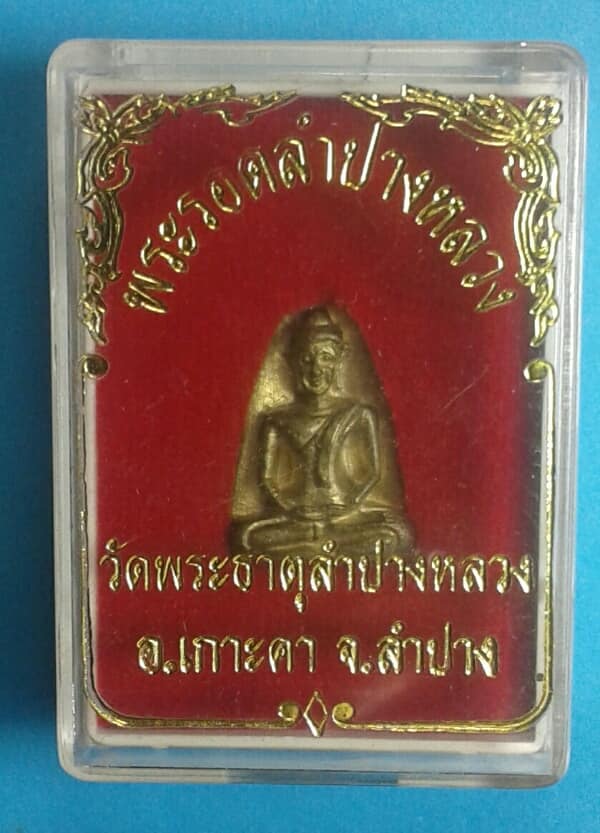 พระรอดลำปางหลวง
วัดพระธาตุลำปางหลวง
อ.เกาะคา จ.ลำปาง